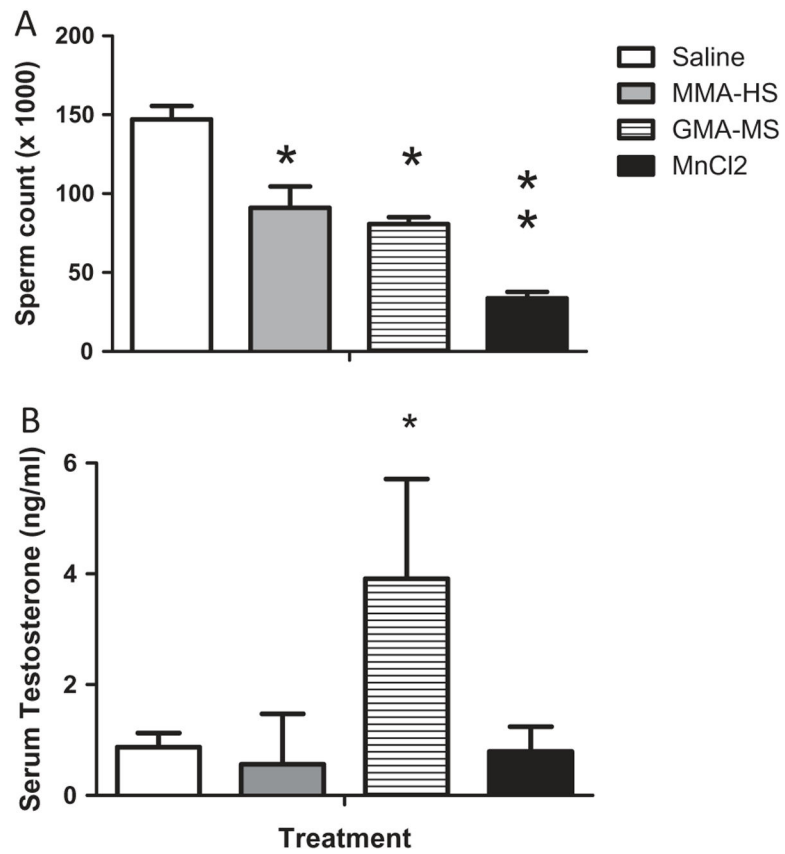 A
Sperm count (x 1000)
200
150
100
50
0
*
*
*
*
Saline
MMA-HS
GMA-MS
MnCl2
B
Serum Testosterone (ng/ml)
6
4
2
0
*
Treatment